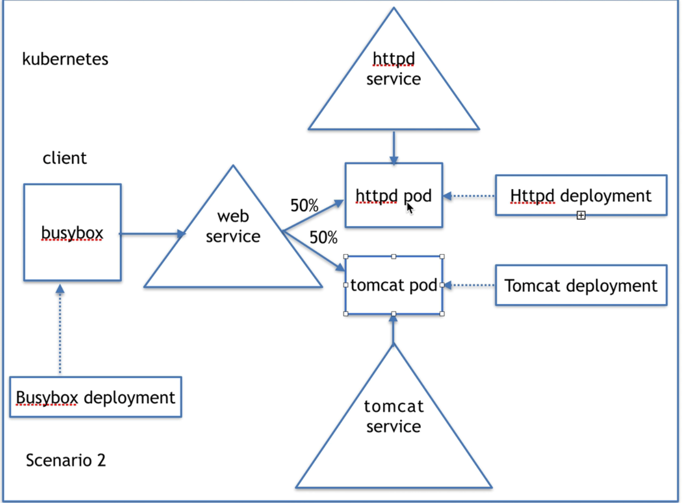 kubernetes
httpd
service
client
busybox
web
service
50%
50%
httpd pod
Httpd deployment
tomcat pod
Tomcat deployment
Busybox deployment
tomcat
service
Scenario 2